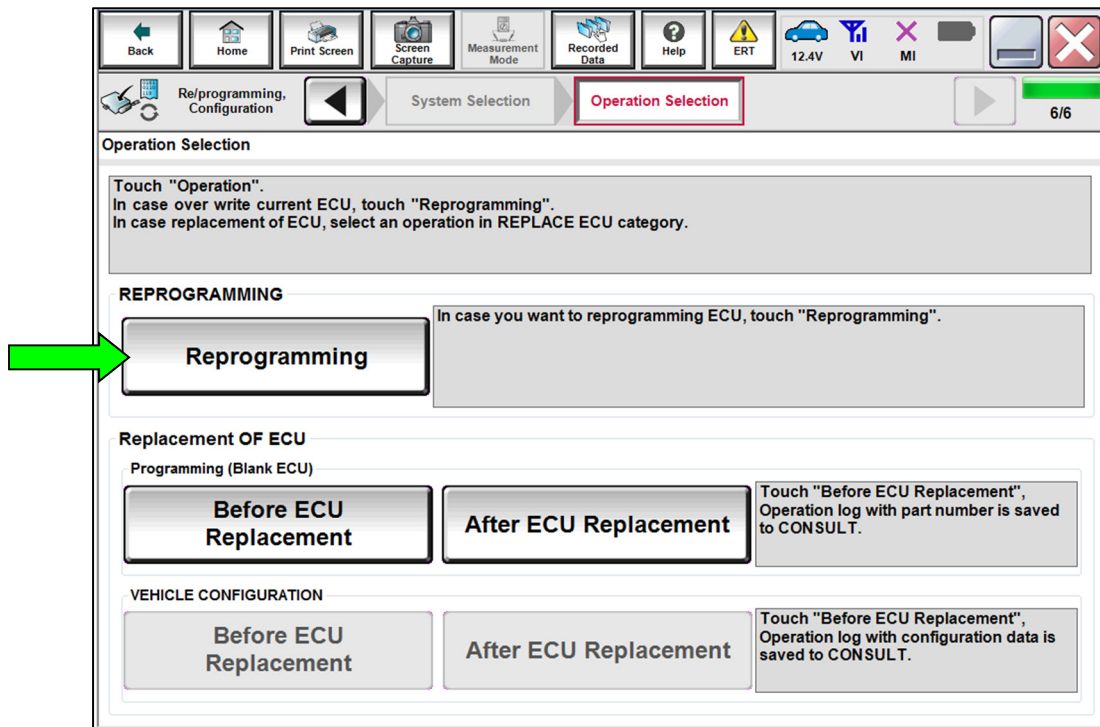 Back
Home
Print Screen
Screen
Capture
Measurement
Mode
Recorded
Data
Help
ERT
12.4V
VI
MI
Re/programming,
Configuration
System Selection
Operation Selection
6/6
Operation Selection
Touch "Operation".
In case over write current ECU, touch "Reprogramming".
In case replacement of ECU, select an operation in REPLACE ECU category.
REPROGRAMMING
Reprogramming
In case you want to reprogramming ECU, touch "Reprogramming".
Replacement OF ECU
Programming (Blank ECU)
Before ECU
Replacement
After ECU Replacement
Touch "Before ECU Replacement",
Operation log with part number is saved
to CONSULT.
VEHICLE CONFIGURATION
Before ECU
Replacement
After ECU Replacement
Touch "Before ECU Replacement",
Operation log with configuration data is
saved to CONSULT.